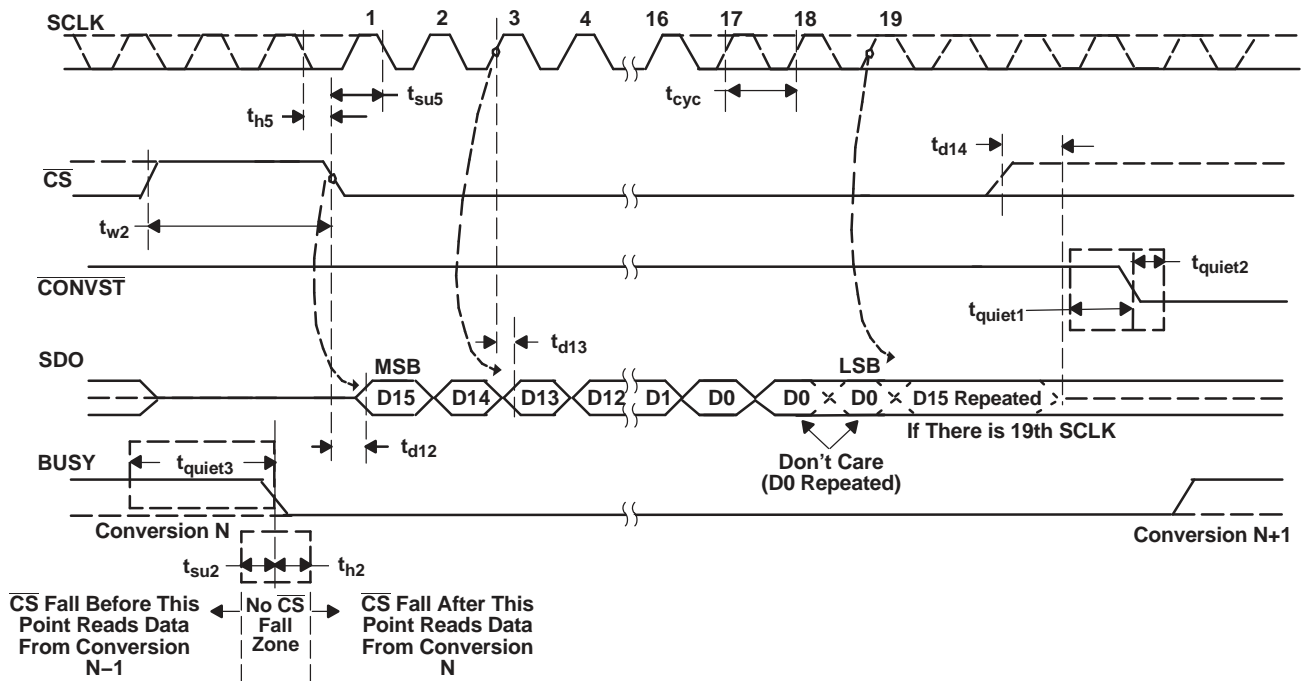 SCLK
1 2 3 4 16 17 18 19
tsu5
th5
tcyc
td14
CS
tw2
CONVST
tquiet2
tquiet1
td13
SDO
MSB
LSB
D15 D14 D13 D12 D1 D0 D0 D0 D15 Repeated
If There is 19th SCLK
td12
Don't Care
(D0 Repeated)
BUSY
tquiet3
Conversion N
Conversion N+1
tsu2
th2
CS Fall Before This
Point Reads Data
From Conversion
N–1
No CS
Fall
Zone
CS Fall After This
Point Reads Data
From Conversion
N